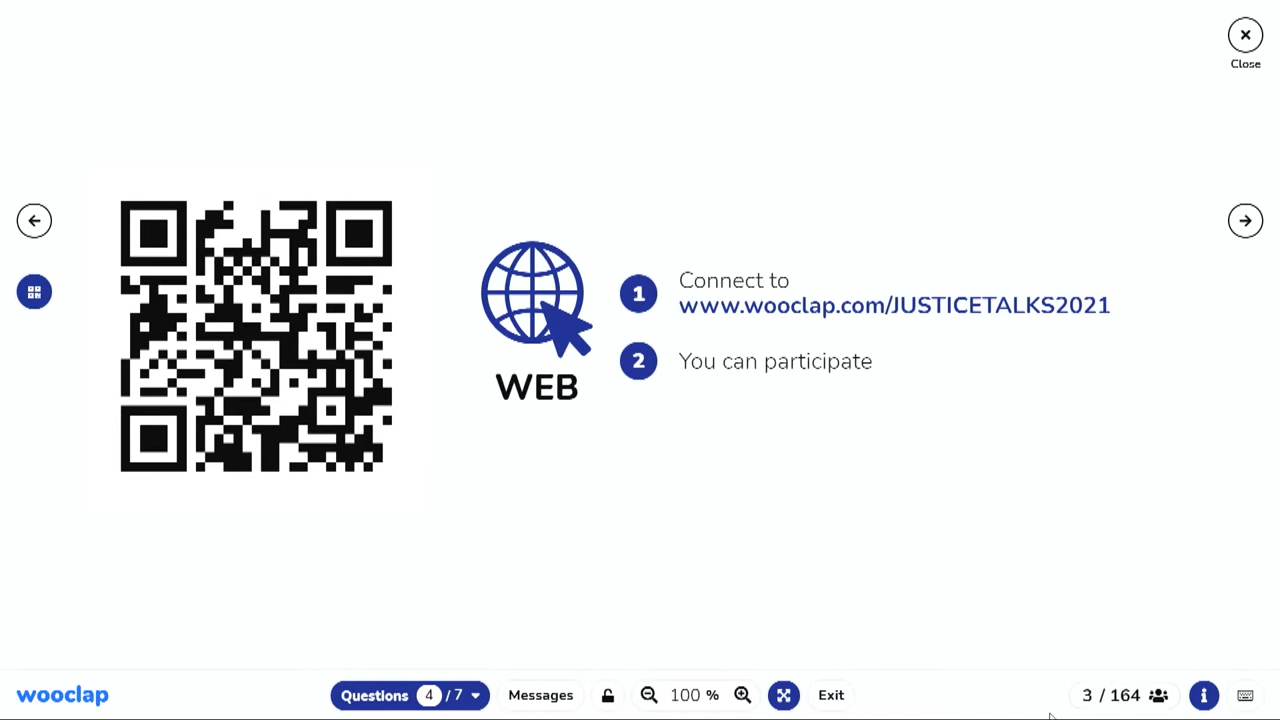 Close
1
Connect to
www.wooclap.com/JUSTICETALKS2021
2
You can participate
WEB
wooclap
Questions 4 / 7
Messages
100 %
Exit
3 / 164